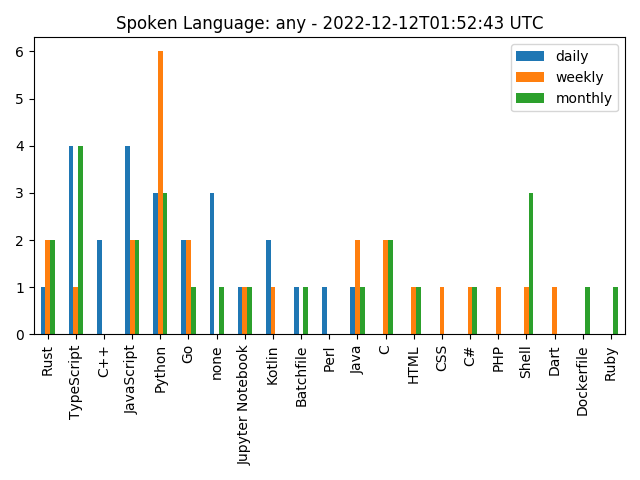 Spoken Language: any - 2022-12-12T01:52:43 UTC
daily
weekly
monthly
6
5
4
3
2
1
0
Rust
TypeScript
C++
JavaScript
Python
Go
none
Jupyter Notebook
Kotlin
Batchfile
Perl
Java
C
HTML
CSS
C#
PHP
Shell
Dart
Dockerfile
Ruby